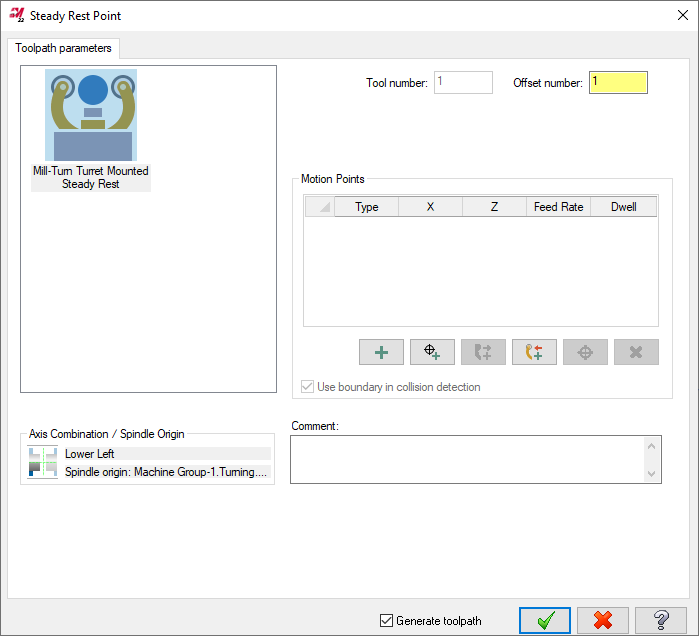 22
Steady Rest Point
Toolpath parameters
Mill-Turn Turret Mounted
Steady Rest
Tool number: 1
Offset number: 1
Motion Points
Type X Z Feed Rate Dwell
Use boundary in collision detection
Axis Combination / Spindle Origin
Lower Left
Spindle origin: Machine Group-1.Turning....
Comment:
Generate toolpath